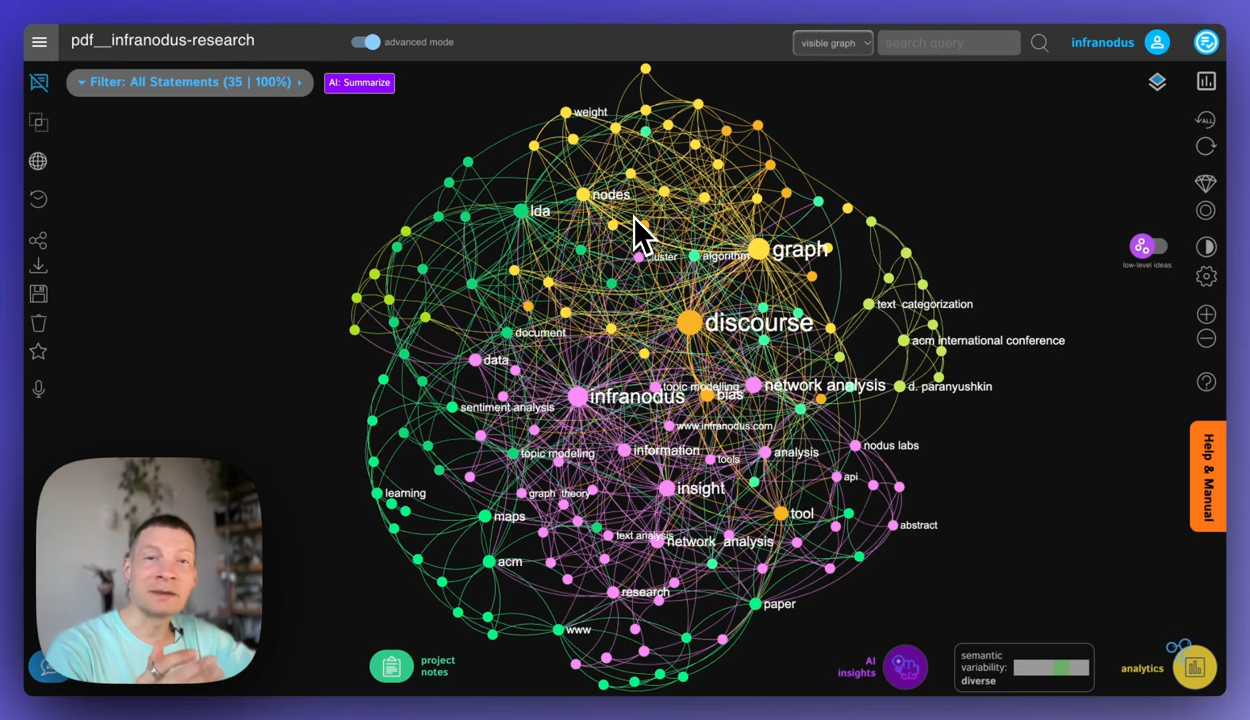 pdf__infranodus-research
advanced mode
visible graph
search query
infranodus
Filter: All Statements (35 | 100%)
AI: Summarize
ALL
weight
nodes
lda
graph
cluster
algorithm
low-level ideas
text categorization
discourse
document
acm international conference
data
topic modelling
network analysis
d. paranyushkin
infranodus
bias
sentiment analysis
www.infranodus.com
nodus labs
topic modeling
information
tools
analysis
api
learning
graph theory
insight
maps
tool
abstract
text analysis
network analysis
acm
research
paper
www
Help & Manual
project
notes
AI
insights
semantic
variability:
diverse
analytics